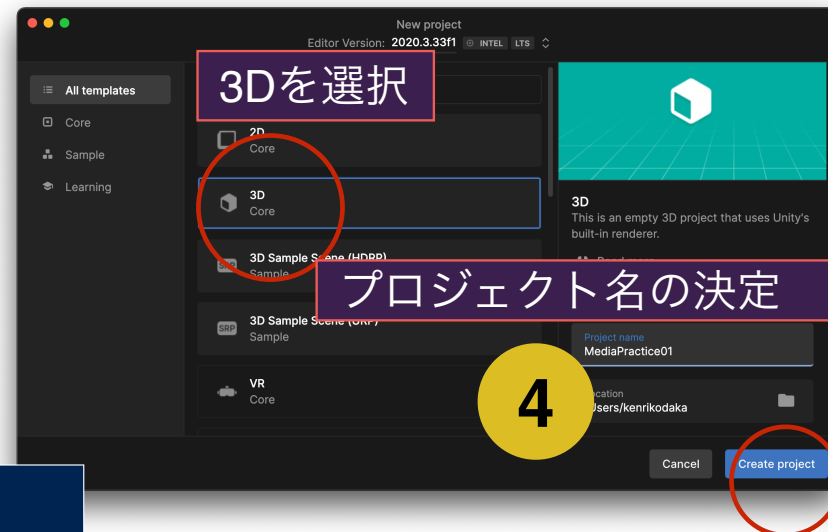 New project
Editor Version: 2020.3.33f1 INTEL LTS
All templates
Core
Sample
Learning
3Dを選択
2D
Core
3D
Core
3D Sample Scene (HDRP)
Sample
3D Sample Scene (URP)
Sample
VR
Core
3D
This is an empty 3D project that uses Unity's
built-in renderer.
プロジェクト名の決定
Project name
MediaPractice01
4
/Users/kenrikodaka
Cancel
Create project